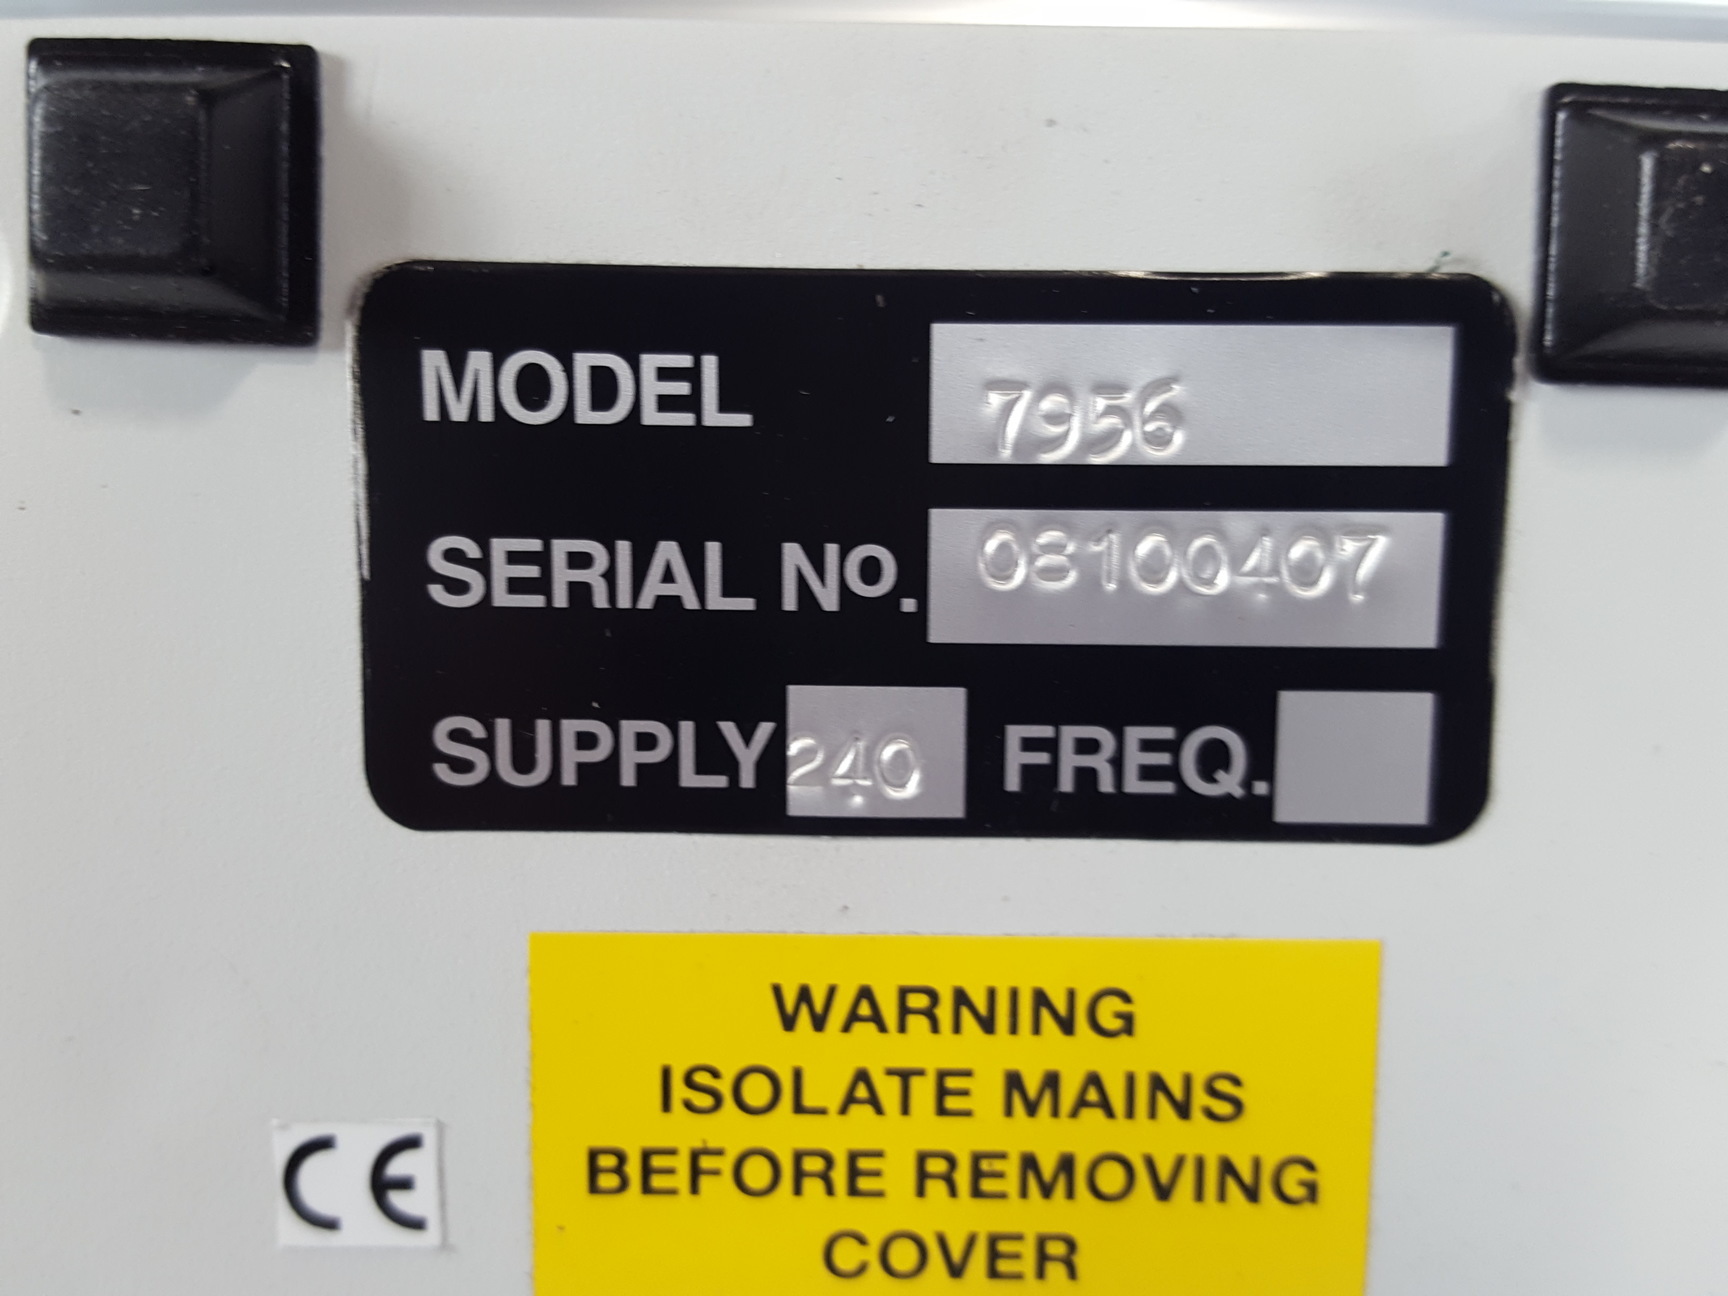 MODEL 7956
SERIAL No. 08100407
SUPPLY 240 FREQ.
WARNING
ISOLATE MAINS
BEFORE REMOVING
COVER
CE